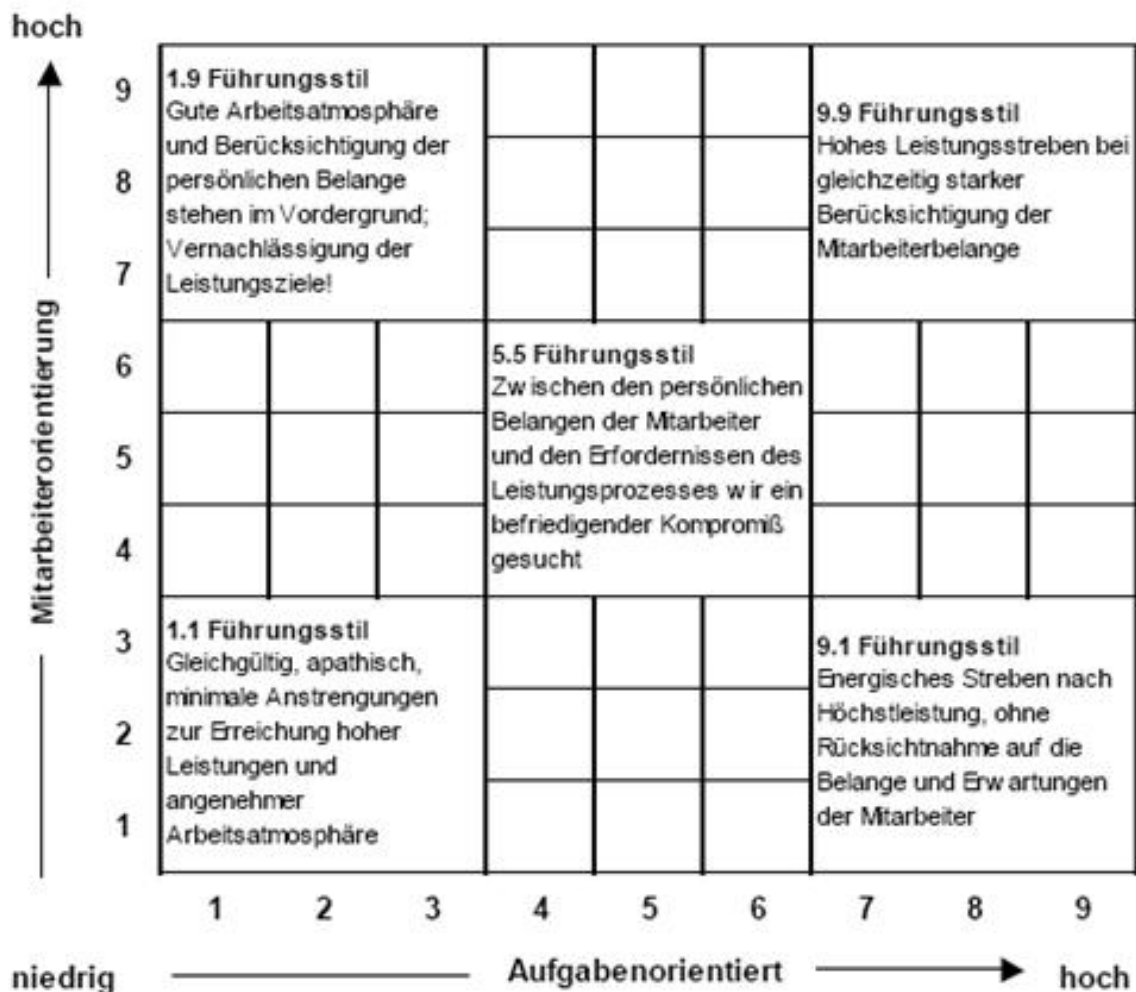 hoch
Mitarbeiterorientierung
9
8
7
6
5
4
3
2
1
1.9 Führungsstil
Gute Arbeitsatmosphäre
und Berücksichtigung der
persönlichen Belange
stehen im Vordergrund;
Vernachlässigung der
Leistungsziele!
9.9 Führungsstil
Hohes Leistungsstreben bei
gleichzeitig starker
Berücksichtigung der
Mitarbeiterbelange
5.5 Führungsstil
Zwischen den persönlichen
Belangen der Mitarbeiter
und den Erfordernissen des
Leistungsprozesses wir ein
befriedigender Kompromiß
gesucht
1.1 Führungsstil
Gleichgültig, apathisch,
minimale Anstrengungen
zur Erreichung hoher
Leistungen und
angenehmer
Arbeitsatmosphäre
9.1 Führungsstil
Energisches Streben nach
Höchstleistung, ohne
Rücksichtnahme auf die
Belange und Erwartungen
der Mitarbeiter
1 2 3 4 5 6 7 8 9
niedrig Aufgabenorientiert hoch